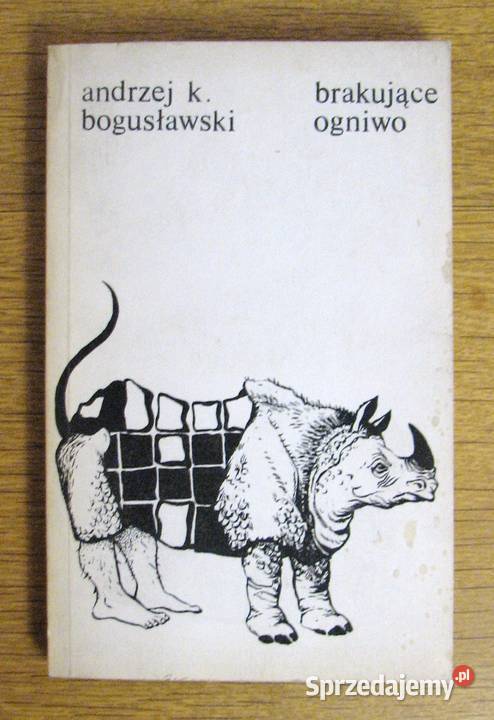 andrzej k.
bogusławski
brakujące
ogniwo
Sprzedajemy.pl